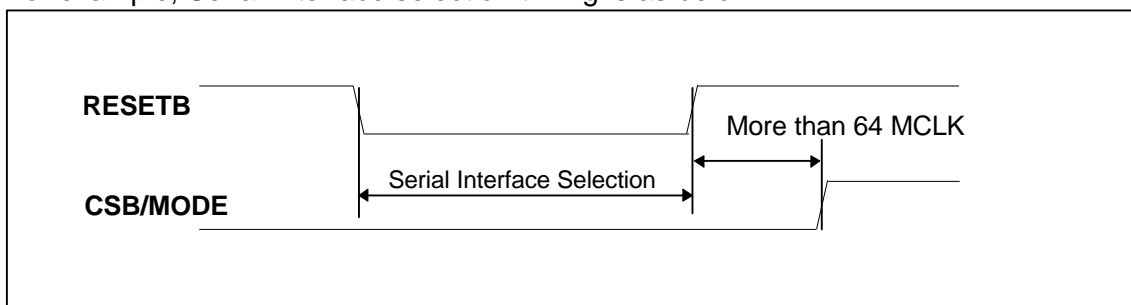 RESETB
More than 64 MCLK
Serial Interface Selection
CSB/MODE